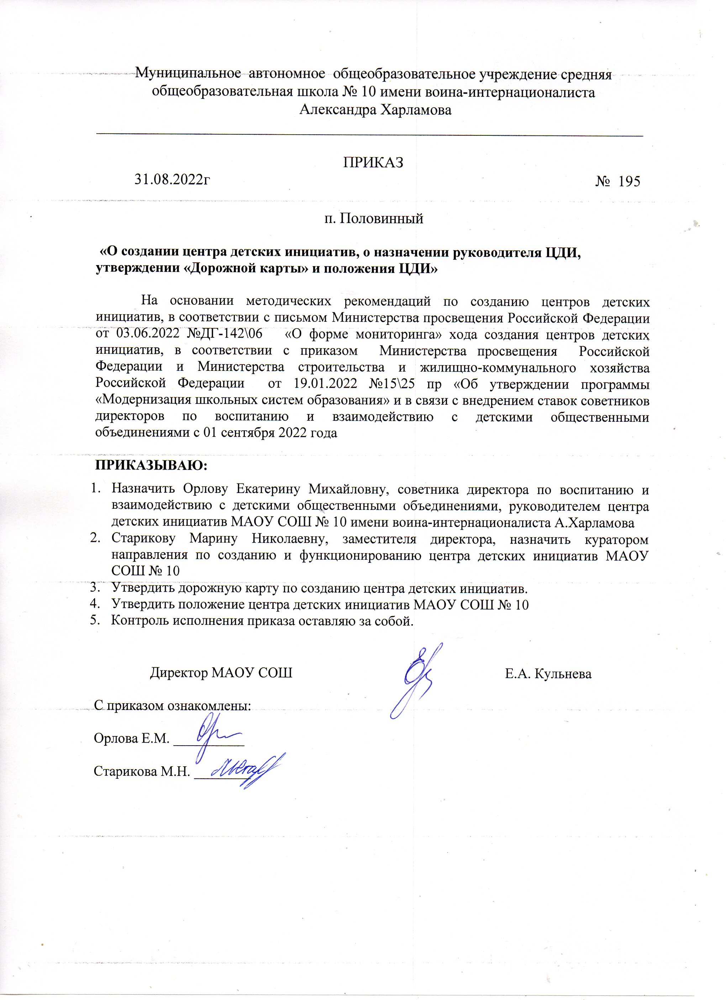 Муниципальное автономное общеобразовательное учреждение средняя
общеобразовательная школа № 10 имени воина-интернационалиста
Александра Харламова
ПРИКАЗ
31.08.2022г № 195
п. Половинный
«О создании центра детских инициатив, о назначении руководителя ЦДИ,
утверждении «Дорожной карты» и положения ЦДИ»
На основании методических рекомендаций по созданию центров детских
инициатив, в соответствии с письмом Министерства просвещения Российской Федерации
от 03.06.2022 №ДГ-142\06 «О форме мониторинга» хода создания центров детских
инициатив, в соответствии с приказом Министерства просвещения Российской
Федерации и Министерства строительства и жилищно-коммунального хозяйства
Российской Федерации от 19.01.2022 №15\25 пр «Об утверждении программы
«Модернизация школьных систем образования» и в связи с внедрением ставок советников
директоров по воспитанию и взаимодействию с детскими общественными
объединениями с 01 сентября 2022 года
ПРИКАЗЫВАЮ:
1. Назначить Орлову Екатерину Михайловну, советника директора по воспитанию и
взаимодействию с детскими общественными объединениями, руководителем центра
детских инициатив МАОУ СОШ № 10 имени воина-интернационалиста А.Харламова
2. Старикову Марину Николаевну, заместителя директора, назначить куратором
направления по созданию и функционированию центра детских инициатив МАОУ
СОШ № 10
3. Утвердить дорожную карту по созданию центра детских инициатив.
4. Утвердить положение центра детских инициатив МАОУ СОШ № 10
5. Контроль исполнения приказа оставляю за собой.
Директор МАОУ СОШ Е.А. Кульнева
С приказом ознакомлены:
Орлова Е.М. __________
Старикова М.Н. ________